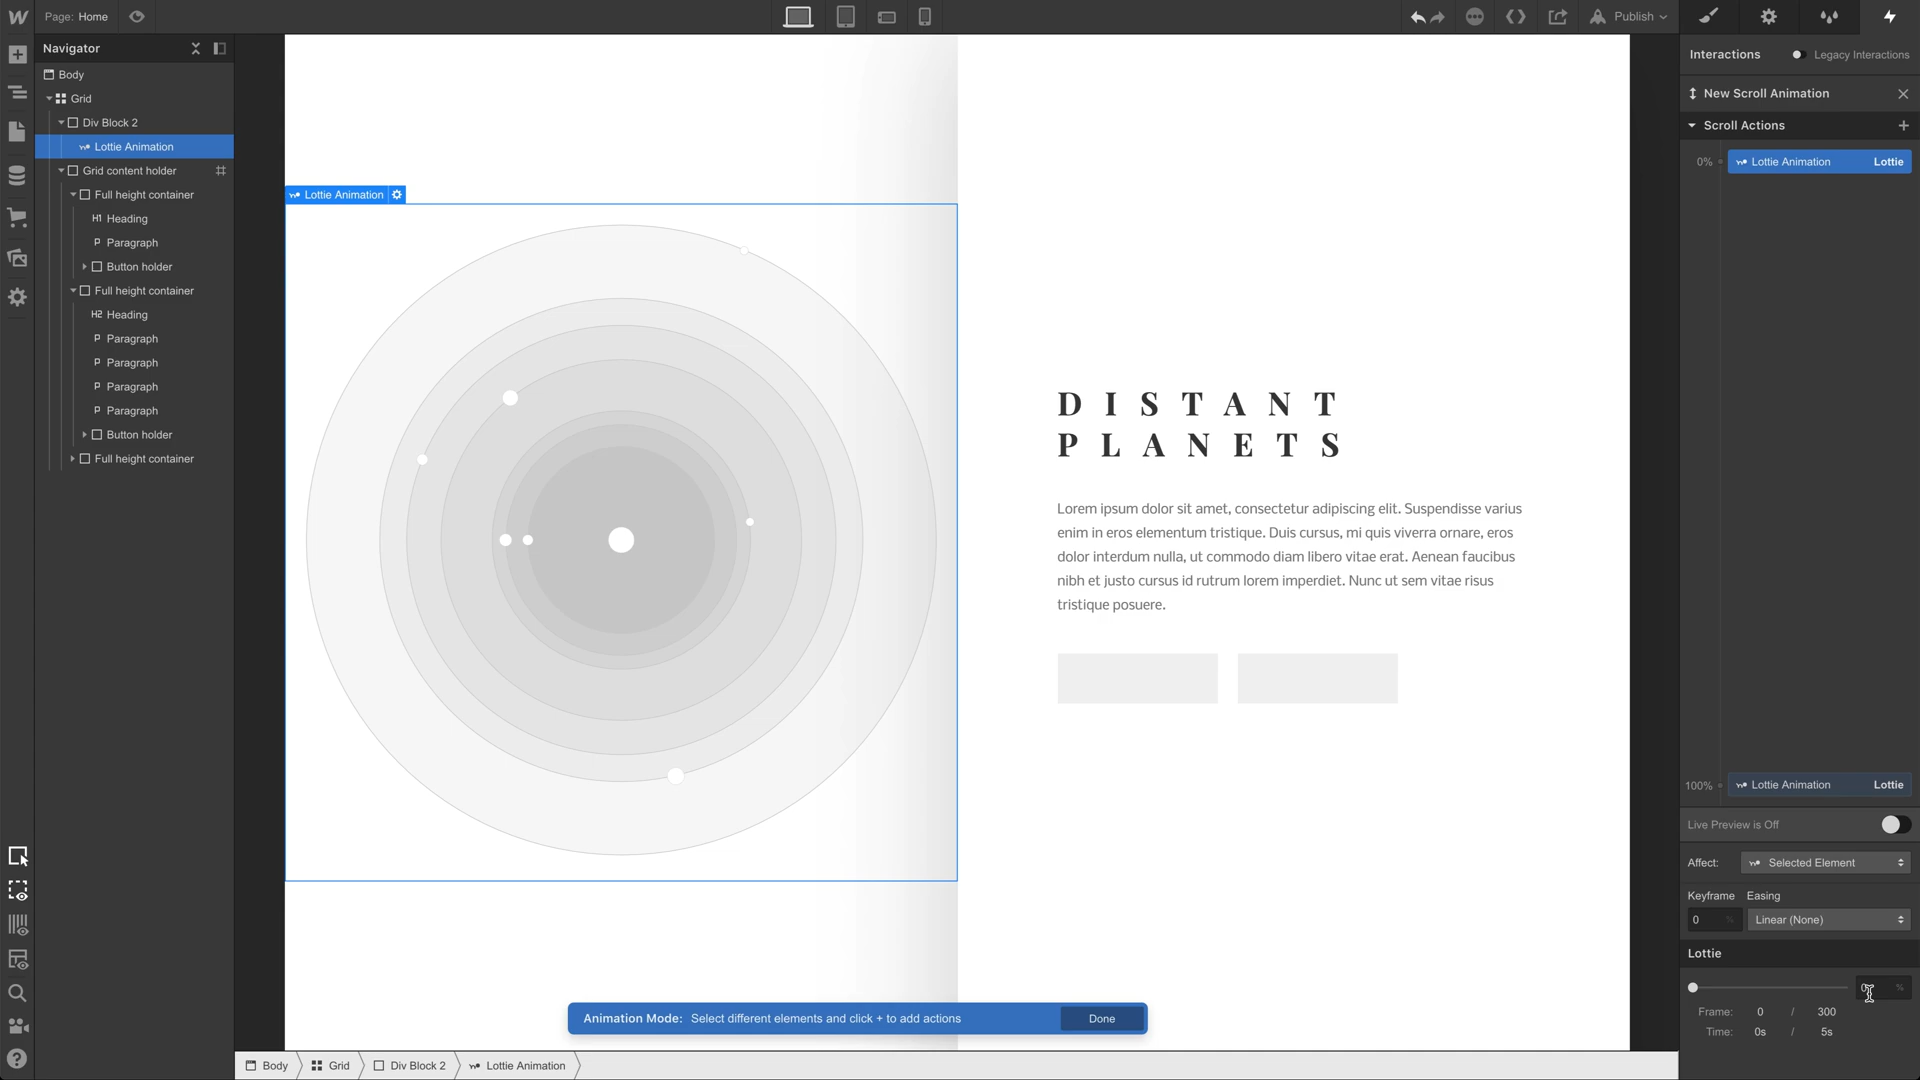 Page: Home
Publish
Navigator
Body
Grid
Div Block 2
Lottie Animation
Grid content holder
Full height container
H1 Heading
P Paragraph
Button holder
Full height container
H2 Heading
P Paragraph
P Paragraph
P Paragraph
P Paragraph
Button holder
Full height container
Lottie Animation
DISTANT
PLANETS
Lorem ipsum dolor sit amet, consectetur adipiscing elit. Suspendisse varius
enim in eros elementum tristique. Duis cursus, mi quis viverra ornare, eros
dolor interdum nulla, ut commodo diam libero vitae erat. Aenean faucibus
nibh et justo cursus id rutrum lorem imperdiet. Nunc ut sem vitae risus
tristique posuere.
Animation Mode: Select different elements and click + to add actions
Done
Body Grid Div Block 2 Lottie Animation
Interactions Legacy Interactions
New Scroll Animation
Scroll Actions
0% Lottie Animation Lottie
100% Lottie Animation Lottie
Live Preview is Off
Affect: Selected Element
Keyframe Easing
0 % Linear (None)
Lottie
%
Frame: 0 / 300
Time: 0s / 5s